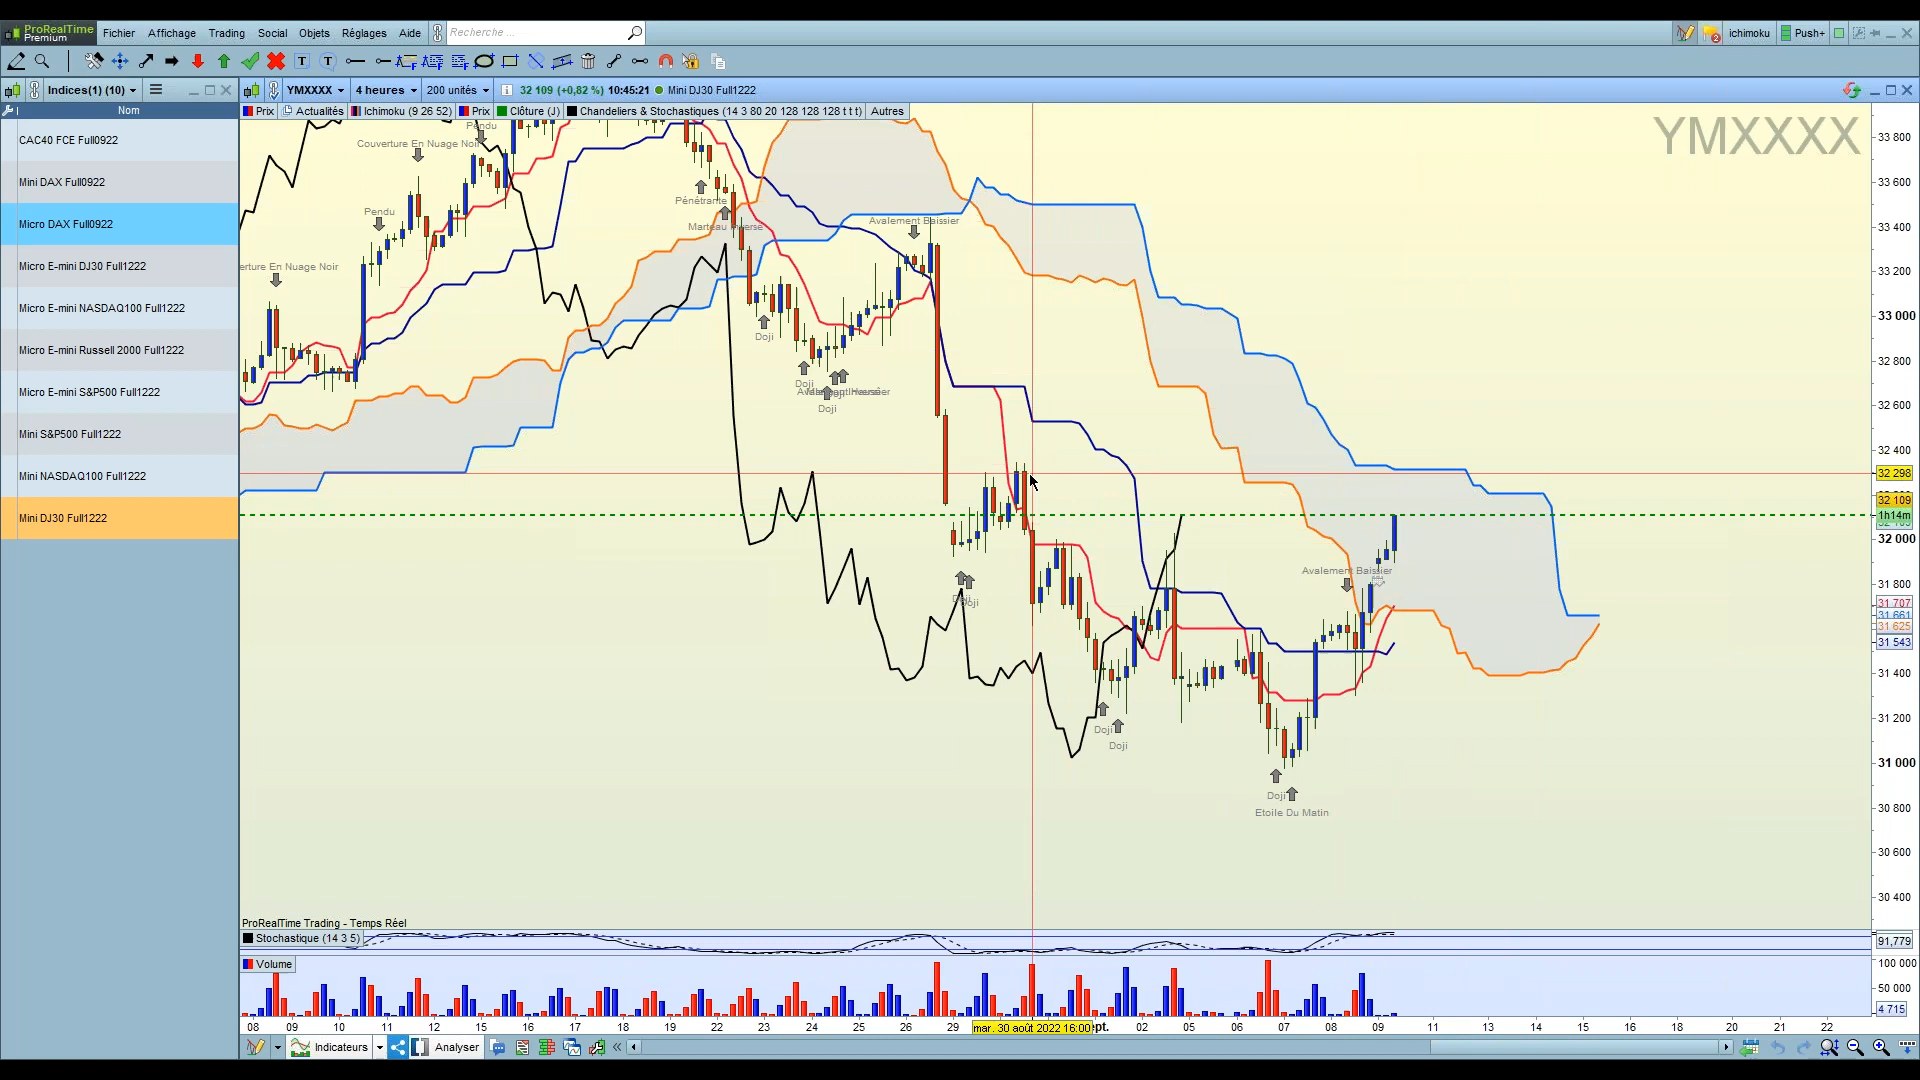 ProRealTime
Premium
Fichier Affichage Trading Social Objets Réglages Aide
Recherche ...
2 ichimoku Push+
Indices(1) (10)
YMXXXX 4 heures 200 unités 32 109 (+0,82 %) 10:45:21 Mini DJ30 Full1222
Nom
Prix Actualités Ichimoku (9 26 52) Prix Clôture (J) Chandeliers & Stochastiques (14 3 80 20 128 128 128 t t t) Autres
CAC40 FCE Full0922
Mini DAX Full0922
Micro DAX Full0922
Micro E-mini DJ30 Full1222
Micro E-mini NASDAQ100 Full1222
Micro E-mini Russell 2000 Full1222
Micro E-mini S&P500 Full1222
Mini S&P500 Full1222
Mini NASDAQ100 Full1222
Mini DJ30 Full1222
YMXXXX
Pendu
Couverture En Nuage Noir
Pendu
erture En Nuage Noir
Pénétrante
Avalement Baissier
Doji
Doji
Doji
Doji
Doji
Doji
Doji
Avalement Baissier
Doji
Etoile Du Matin
33 800
33 600
33 400
33 200
33 000
32 800
32 600
32 400
32 298
32 109
1h14m
32 000
31 800
31 707
31 661
31 625
31 543
31 400
31 200
31 000
30 800
30 600
30 400
ProRealTime Trading - Temps Réel
Stochastique (14 3 5)
91,779
Volume
100 000
50 000
4 715
08 09 10 11 12 15 16 17 18 19 22 23 24 25 26 29 mar. 30 août 2022 16:00 pt. 02 05 06 07 08 09 11 13 14 15 16 19 20 21 22
Indicateurs Analyser